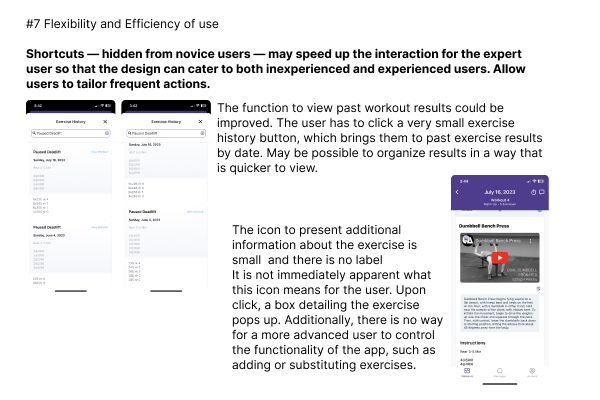 #7 Flexibility and Efficiency of use
Shortcuts — hidden from novice users — may speed up the interaction for the expert
user so that the design can cater to both inexperienced and experienced users. Allow
users to tailor frequent actions.
The function to view past workout results could be
improved. The user has to click a very small exercise
history button, which brings them to past exercise results
by date. May be possible to organize results in a way that
is quicker to view.
Exercise History
Paused Deadlift
Paused Deadlift
Sunday, July 16, 2023
Paused Deadlift
Sunday, June 4, 2023
Exercise History
Paused Deadlift
Sunday, July 16, 2023
Paused Deadlift
Sunday, June 4, 2023
The icon to present additional
information about the exercise is
small and there is no label
It is not immediately apparent what
this icon means for the user. Upon
click, a box detailing the exercise
pops up. Additionally, there is no way
for a more advanced user to control
the functionality of the app, such as
adding or substituting exercises.
July 16, 2023
Workout 4
Dumbbell Bench Press
Dumbbell Bench Press
Instructions
Rest 3-5 Min